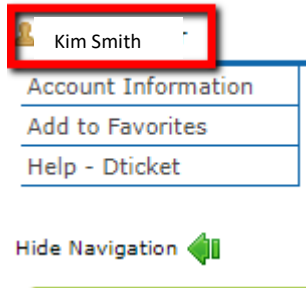 Kim Smith
Account Information
Add to Favorites
Help - Dticket
Hide Navigation